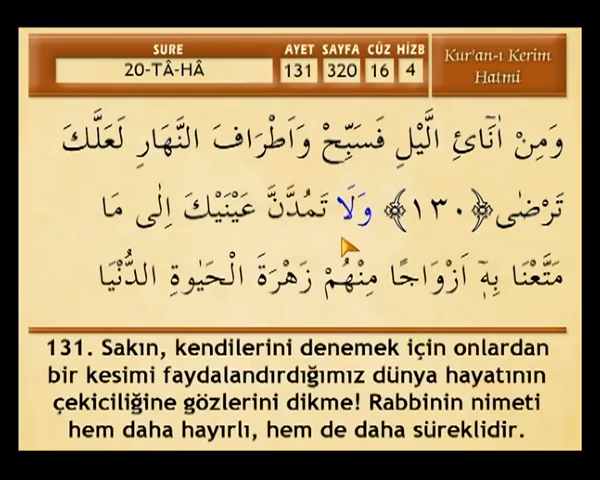 SURE AYET SAYFA CÜZ HİZB
20-TÂ-HÂ 131 320 16 4
Kur'an-ı Kerim
Hatmi
وَمِنْ اٰنَٓائِ الَّيْلِ فَسَبِّحْ وَاَطْرَافَ النَّهَارِ لَعَلَّكَ
تَرْضٰى ﴿١٣٠﴾ وَلَا تَمُدَّنَّ عَيْنَيْكَ اِلٰى مَا
مَتَّعْنَا بِهٖٓ اَزْوَاجًا مِنْهُمْ زَهْرَةَ الْحَيٰوةِ الدُّنْيَا
131. Sakın, kendilerini denemek için onlardan
bir kesimi faydalandırdığımız dünya hayatının
çekiciliğine gözlerini dikme! Rabbinin nimeti
hem daha hayırlı, hem de daha süreklidir.